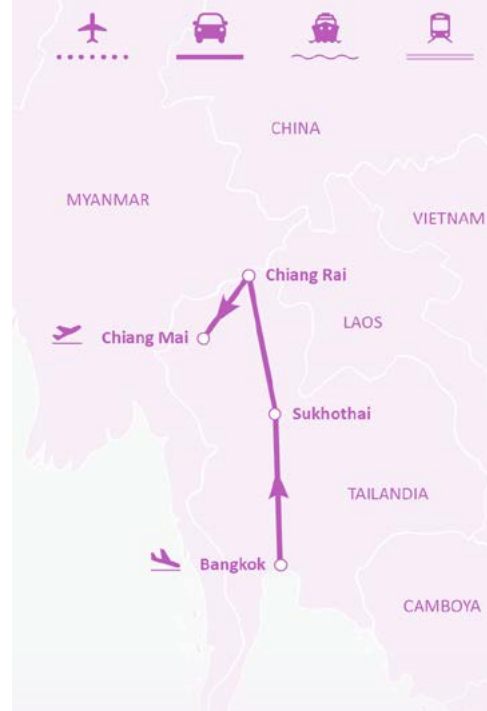 CHINA
MYANMAR
VIETNAM
Chiang Rai
LAOS
Chiang Mai
Sukhothai
TAILANDIA
Bangkok
CAMBOYA